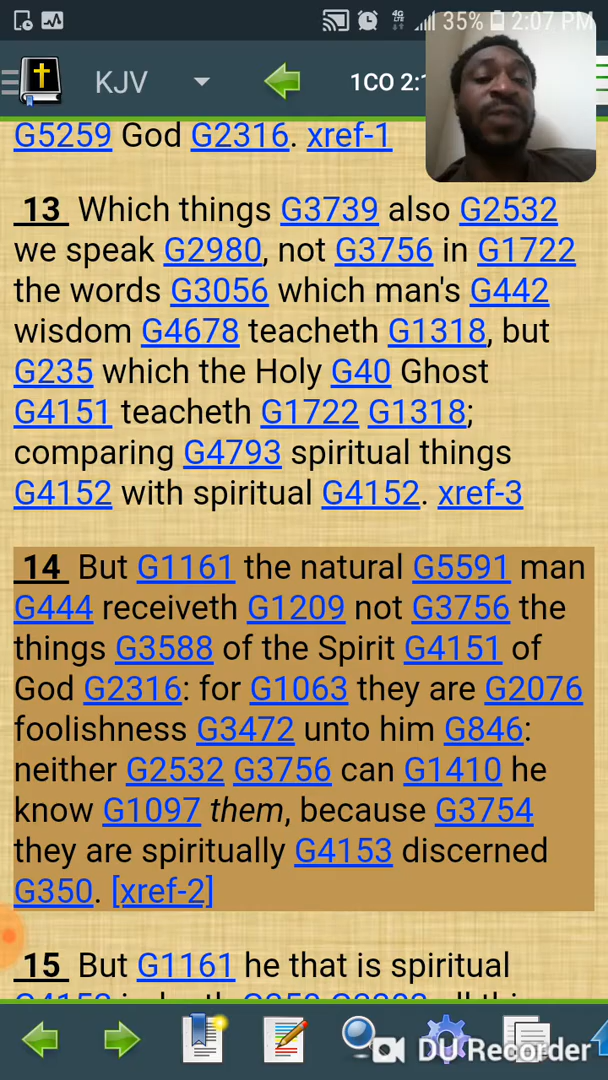 4G
LTE
35% 2:07 PM
KJV
1CO 2:1
G5259 God G2316. xref-1
13 Which things G3739 also G2532
we speak G2980, not G3756 in G1722
the words G3056 which man's G442
wisdom G4678 teacheth G1318, but
G235 which the Holy G40 Ghost
G4151 teacheth G1722 G1318;
comparing G4793 spiritual things
G4152 with spiritual G4152. xref-3
14 But G1161 the natural G5591 man
G444 receiveth G1209 not G3756 the
things G3588 of the Spirit G4151 of
God G2316: for G1063 they are G2076
foolishness G3472 unto him G846:
neither G2532 G3756 can G1410 he
know G1097 them, because G3754
they are spiritually G4153 discerned
G350. [xref-2]
15 But G1161 he that is spiritual
DU Recorder